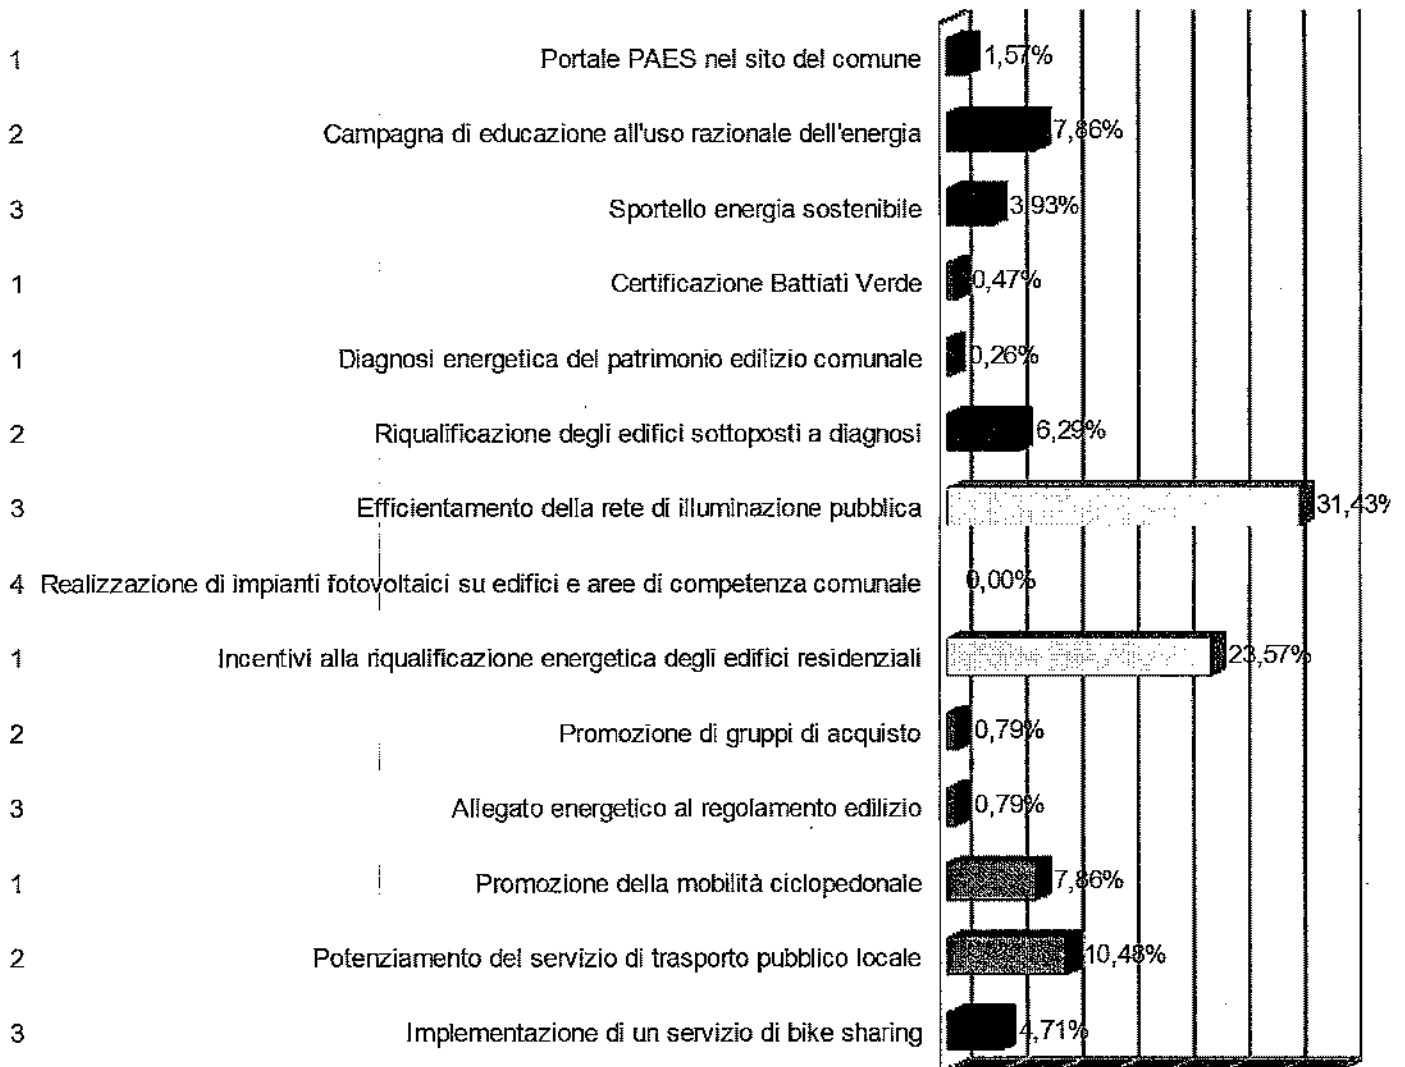 1 Portale PAES nel sito del comune 1,57%
2 Campagna di educazione all'uso razionale dell'energia 7,86%
3 Sportello energia sostenibile 3,93%
1 Certificazione Battiati Verde 0,47%
1 Diagnosi energetica del patrimonio edilizio comunale 0,26%
2 Riqualificazione degli edifici sottoposti a diagnosi 6,29%
3 Efficientamento della rete di illuminazione pubblica 31,43%
4 Realizzazione di impianti fotovoltaici su edifici e aree di competenza comunale 0,00%
1 Incentivi alla riqualificazione energetica degli edifici residenziali 23,57%
2 Promozione di gruppi di acquisto 0,79%
3 Allegato energetico al regolamento edilizio 0,79%
1 Promozione della mobilità ciclopedonale 7,86%
2 Potenziamento del servizio di trasporto pubblico locale 10,48%
3 Implementazione di un servizio di bike sharing 4,71%